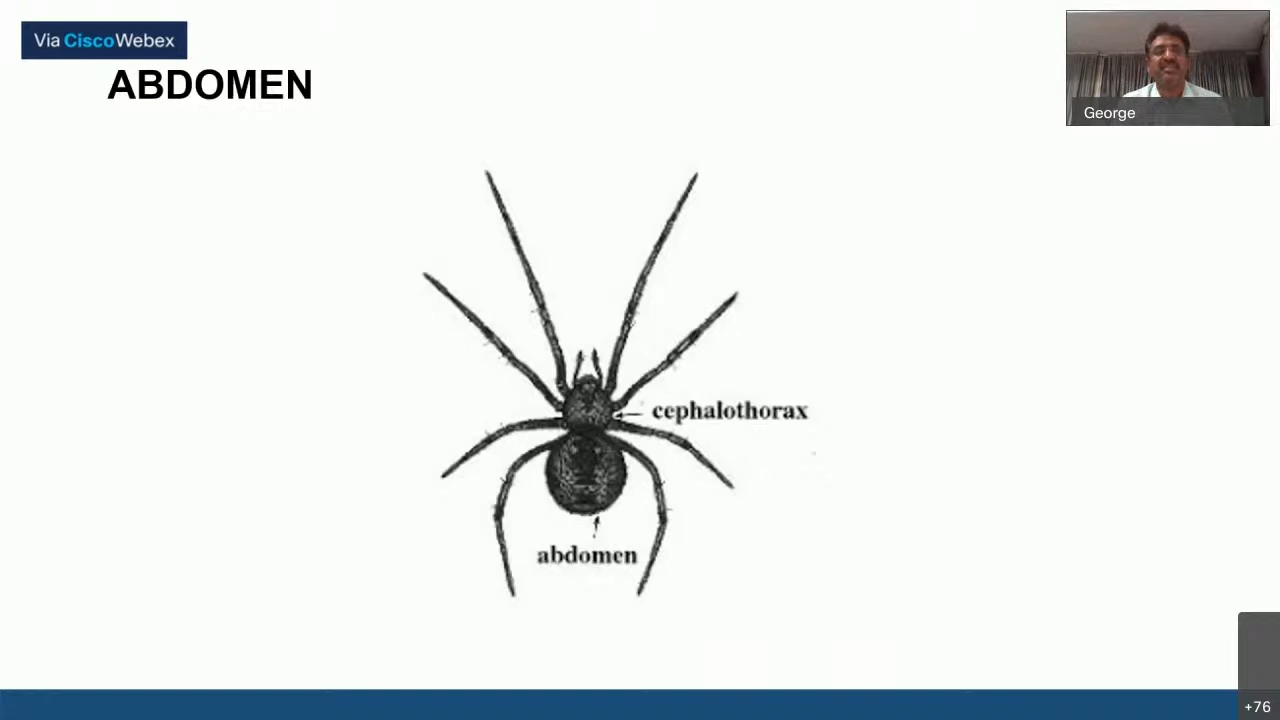 Via CiscoWebex
ABDOMEN
George
cephalothorax
abdomen
+76